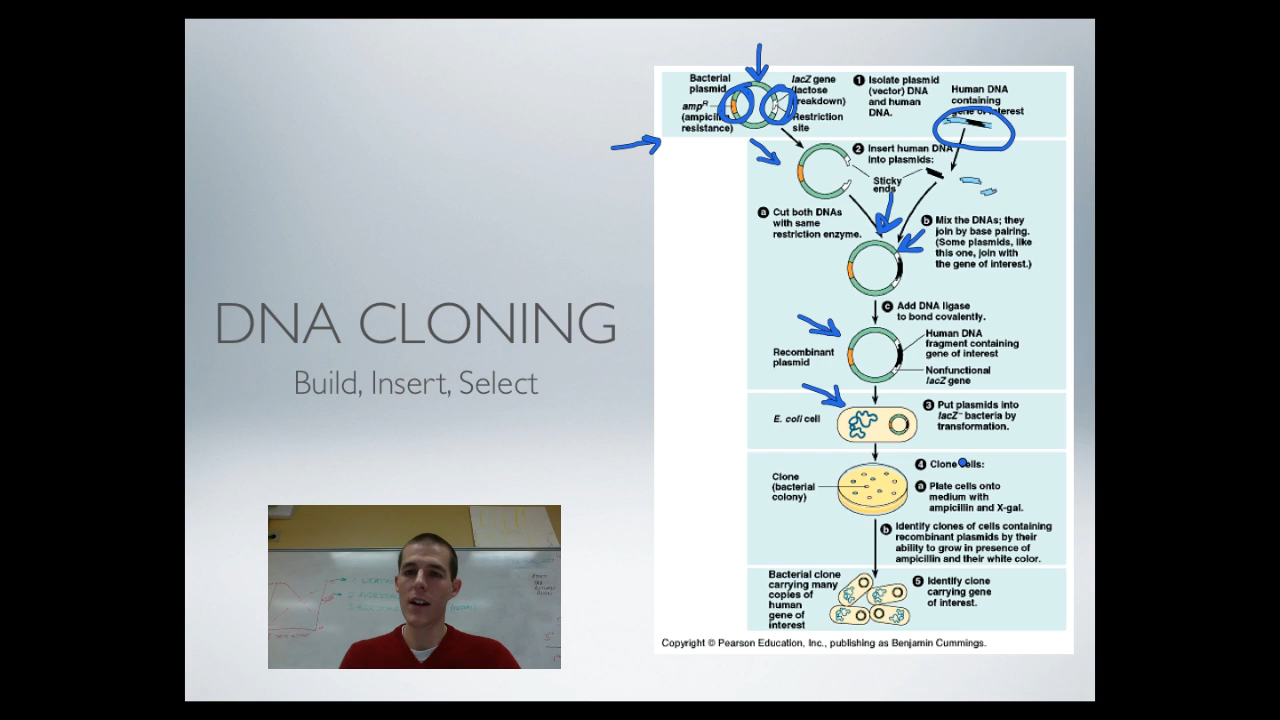 DNA CLONING
Build, Insert, Select
Bacterial
plasmid
ampR
(ampicillin
resistance)
lacZ gene
(lactose
breakdown)
Restriction
site
1 Isolate plasmid
(vector) DNA
and human
DNA.
Human DNA
containing
gene of interest
2 Insert human DNA
into plasmids:
Sticky
ends
a Cut both DNAs
with same
restriction enzyme.
b Mix the DNAs; they
join by base pairing.
(Some plasmids, like
this one, join with
the gene of interest.)
c Add DNA ligase
to bond covalently.
Recombinant
plasmid
Human DNA
fragment containing
gene of interest
Nonfunctional
lacZ gene
E. coli cell
3 Put plasmids into
lacZ– bacteria by
transformation.
4 Clone cells:
Clone
(bacterial
colony)
a Plate cells onto
medium with
ampicillin and X-gal.
b Identify clones of cells containing
recombinant plasmids by their
ability to grow in presence of
ampicillin and their white color.
Bacterial clone
carrying many
copies of
human
gene of
interest
5 Identify clone
carrying gene
of interest.
Copyright © Pearson Education, Inc., publishing as Benjamin Cummings.